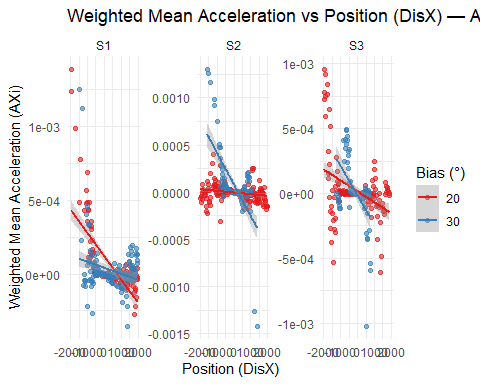 Weighted Mean Acceleration vs Position (DisX) — A
S1 S2 S3
Weighted Mean Acceleration (AXi)
1e-03
5e-04
0e+00
0.0010
0.0005
0.0000
-0.0005
-0.0010
-0.0015
1e-03
5e-04
0e+00
-5e-04
-1e-03
Bias (°)
20
30
Position (DisX)